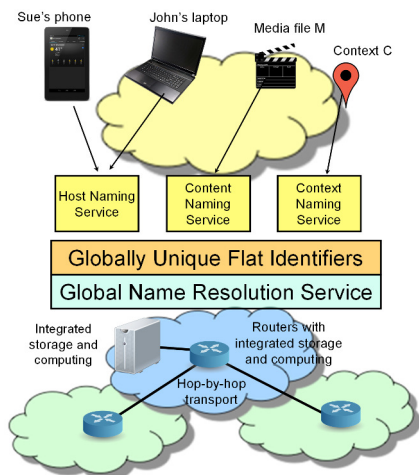 Sue's phone
John's laptop
Media file M
Context C
Host Naming
Service
Content
Naming
Service
Context
Naming
Service
Globally Unique Flat Identifiers
Global Name Resolution Service
Integrated
storage and
computing
Routers with
integrated storage
and computing
Hop-by-hop
transport